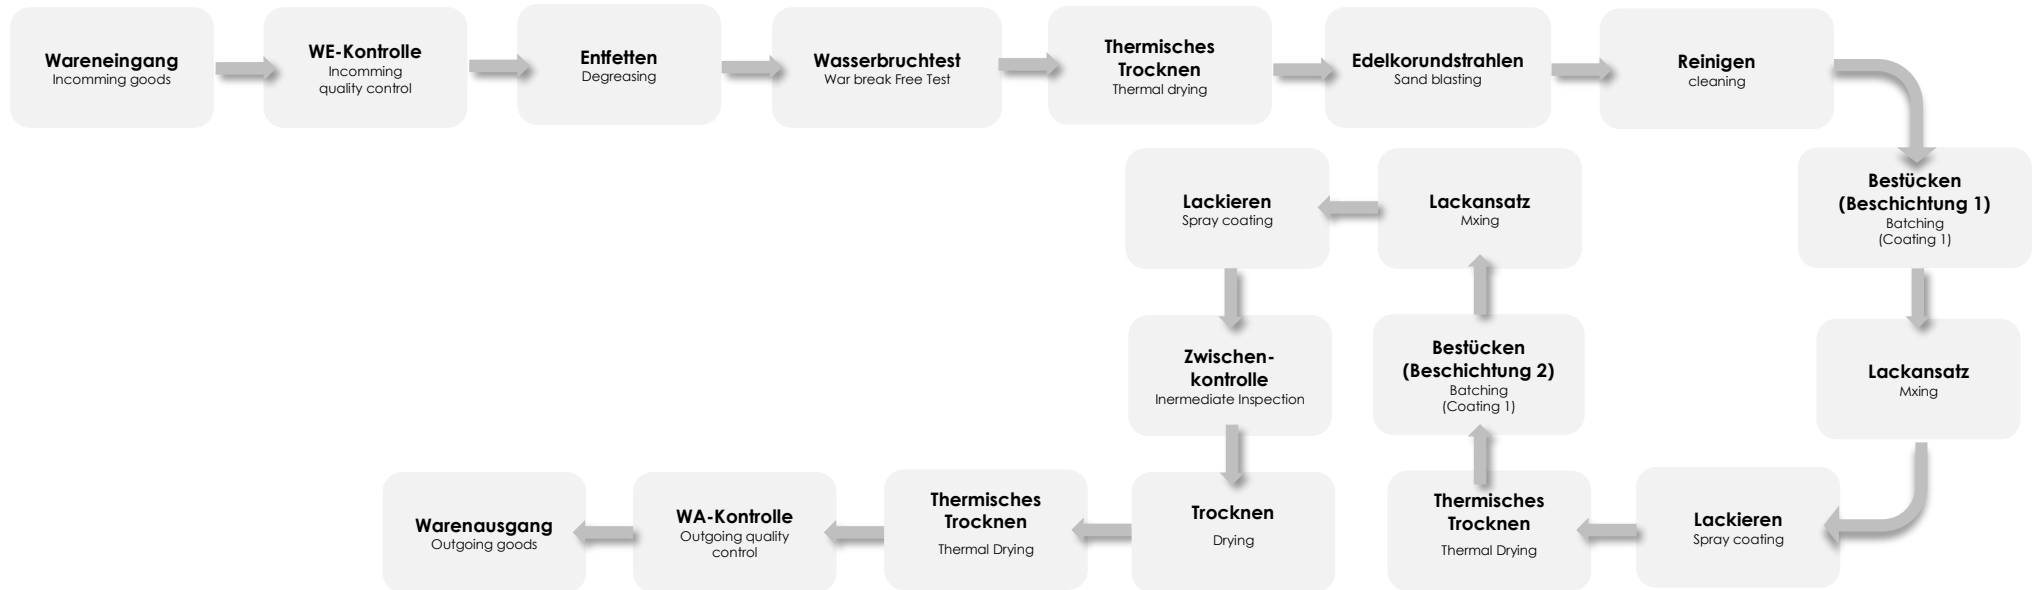 Wareneingang
Incomming goods
WE-Kontrolle
Incomming
quality control
Entfetten
Degreasing
Wasserbruchtest
War break Free Test
Thermisches
Trocknen
Thermal drying
Edelkorundstrahlen
Sand blasting
Reinigen
cleaning
Bestücken
(Beschichtung 1)
Batching
(Coating 1)
Lackansatz
Mxing
Lackieren
Spray coating
Thermisches
Trocknen
Thermal Drying
Bestücken
(Beschichtung 2)
Batching
(Coating 1)
Lackansatz
Mxing
Lackieren
Spray coating
Zwischen-
kontrolle
Inermediate Inspection
Trocknen
Drying
Thermisches
Trocknen
Thermal Drying
WA-Kontrolle
Outgoing quality
control
Warenausgang
Outgoing goods